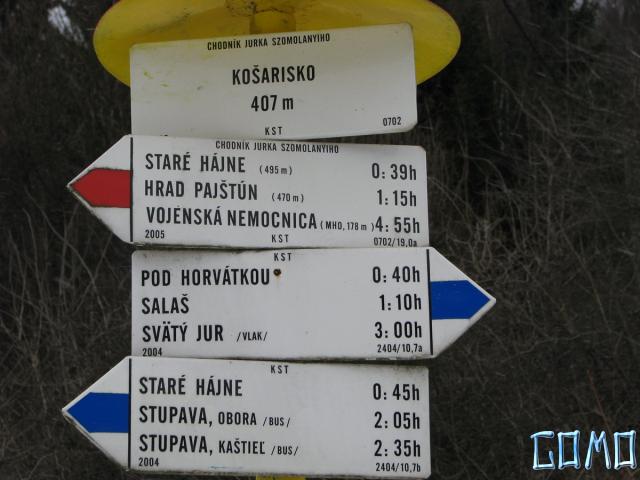 CHODNÍK JURKA SZOMOLANYIHO
KOŠARISKO
407 m
KST 0702
CHODNÍK JURKA SZOMOLANYIHO
STARÉ HÁJNE (495 m) 0:39h
HRAD PAJŠTÚN (470 m) 1:15h
VOJENSKÁ NEMOCNICA (MHD, 178 m) 4:55h
2005 KST 0702/19,0a
KST
POD HORVÁTKOU 0:40h
SALAŠ 1:10h
SVÄTÝ JUR /VLAK/ 3:00h
2004 2404/10,7a
KST
STARÉ HÁJNE 0:45h
STUPAVA, OBORA /BUS/ 2:05h
STUPAVA, KAŠTIEĽ /BUS/ 2:35h
2004 2404/10,7b
COMO